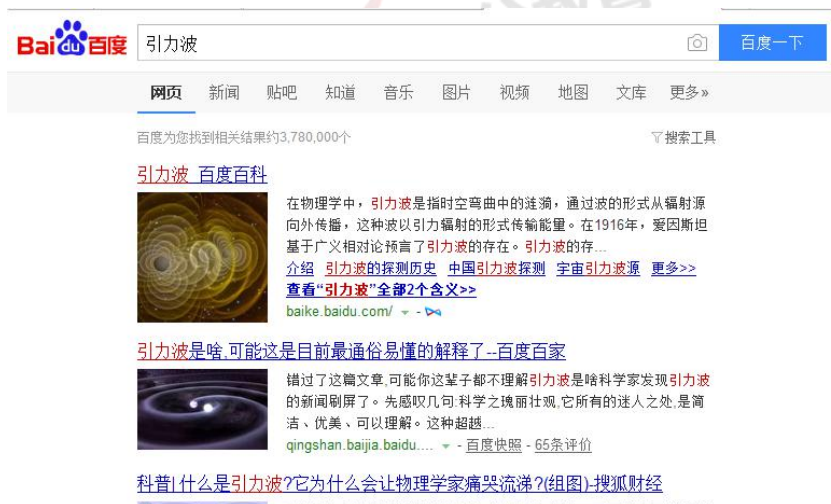 Bai du 百度
引力波
百度一下
网页 新闻 贴吧 知道 音乐 图片 视频 地图 文库 更多»
百度为您找到相关结果约3,780,000个
搜索工具
引力波_百度百科
在物理学中，引力波是指时空弯曲中的涟漪，通过波的形式从辐射源
向外传播，这种波以引力辐射的形式传输能量。在1916年，爱因斯坦
基于广义相对论预言了引力波的存在。引力波的存...
介绍 引力波的探测历史 中国引力波探测 宇宙引力波源 更多>>
查看“引力波”全部2个含义>>
baike.baidu.com/ -
引力波是啥,可能这是目前最通俗易懂的解释了--百度百家
错过了这篇文章,可能你这辈子都不理解引力波是啥科学家发现引力波
的新闻刷屏了。先感叹几句:科学之瑰丽壮观,它所有的迷人之处,是简
洁、优美、可以理解。这种超越...
qingshan.baijia.baidu.... - 百度快照 - 65条评价
科普|什么是引力波?它为什么会让物理学家痛哭流涕?(组图)-搜狐财经